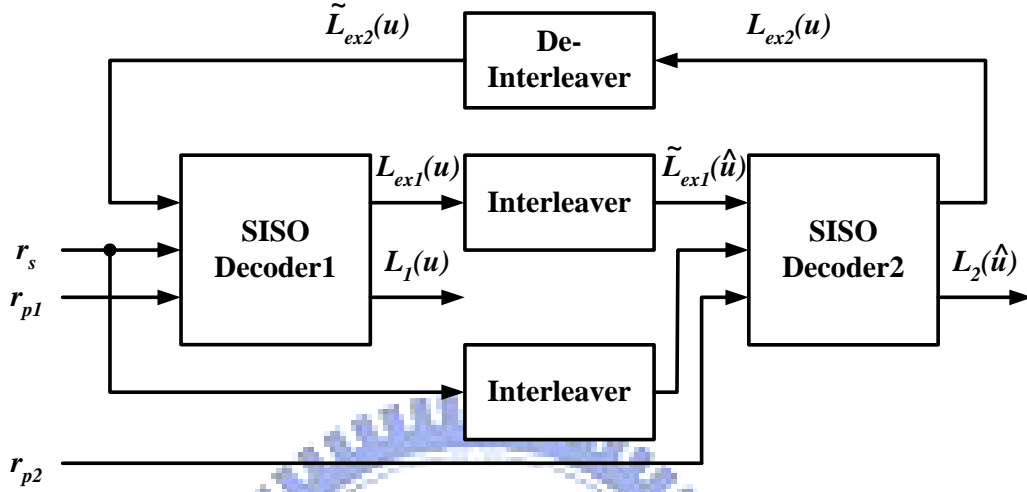 L̃ex2(u)
De-
Interleaver
Lex2(u)
Lex1(u)
Interleaver
L̃ex1(û)
SISO
Decoder1
SISO
Decoder2
rs
L1(u)
L2(û)
rp1
Interleaver
rp2